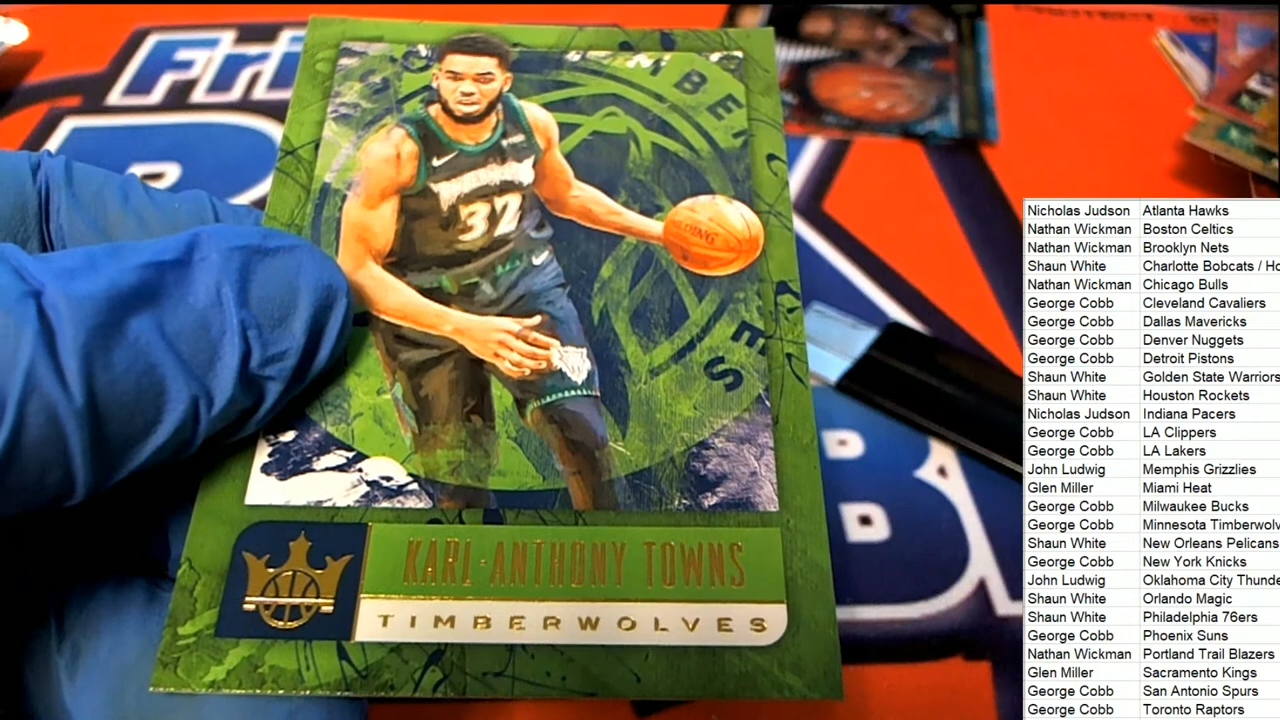 Fri
MBE
SPALDING
32
S E
KARL-ANTHONY TOWNS
TIMBERWOLVES
Nicholas Judson Atlanta Hawks
Nathan Wickman Boston Celtics
Nathan Wickman Brooklyn Nets
Shaun White Charlotte Bobcats / Ho
Nathan Wickman Chicago Bulls
George Cobb Cleveland Cavaliers
George Cobb Dallas Mavericks
George Cobb Denver Nuggets
George Cobb Detroit Pistons
Shaun White Golden State Warriors
Shaun White Houston Rockets
Nicholas Judson Indiana Pacers
George Cobb LA Clippers
George Cobb LA Lakers
John Ludwig Memphis Grizzlies
Glen Miller Miami Heat
George Cobb Milwaukee Bucks
George Cobb Minnesota Timberwolv
Shaun White New Orleans Pelicans
George Cobb New York Knicks
John Ludwig Oklahoma City Thunde
Shaun White Orlando Magic
Shaun White Philadelphia 76ers
George Cobb Phoenix Suns
Nathan Wickman Portland Trail Blazers
Glen Miller Sacramento Kings
George Cobb San Antonio Spurs
George Cobb Toronto Raptors